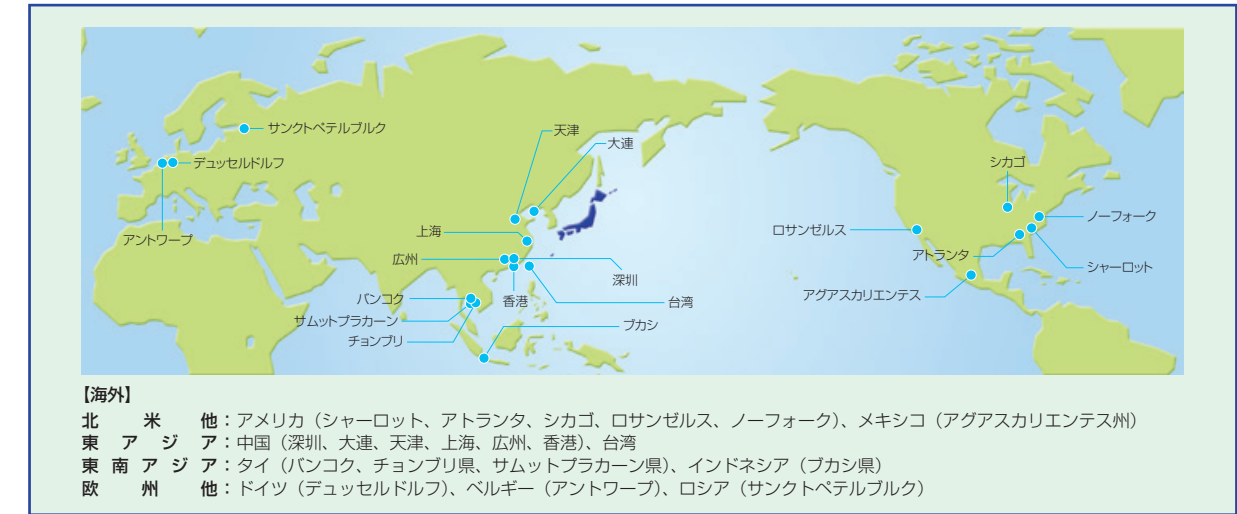 サンクトペテルブルク
天津
大連
デュッセルドルフ
シカゴ
アントワープ
上海
ロサンゼルス
ノーフォーク
広州
アトランタ
深圳
シャーロット
バンコク
香港
台湾
アグアスカリエンテス
サムットプラカーン
ブカシ
チョンブリ
【海外】
北米他：アメリカ（シャーロット、アトランタ、シカゴ、ロサンゼルス、ノーフォーク）、メキシコ（アグアスカリエンテス州）
東アジア：中国（深圳、大連、天津、上海、広州、香港）、台湾
東南アジア：タイ（バンコク、チョンブリ県、サムットプラカーン県）、インドネシア（ブカシ県）
欧州他：ドイツ（デュッセルドルフ）、ベルギー（アントワープ）、ロシア（サンクトペテルブルク）